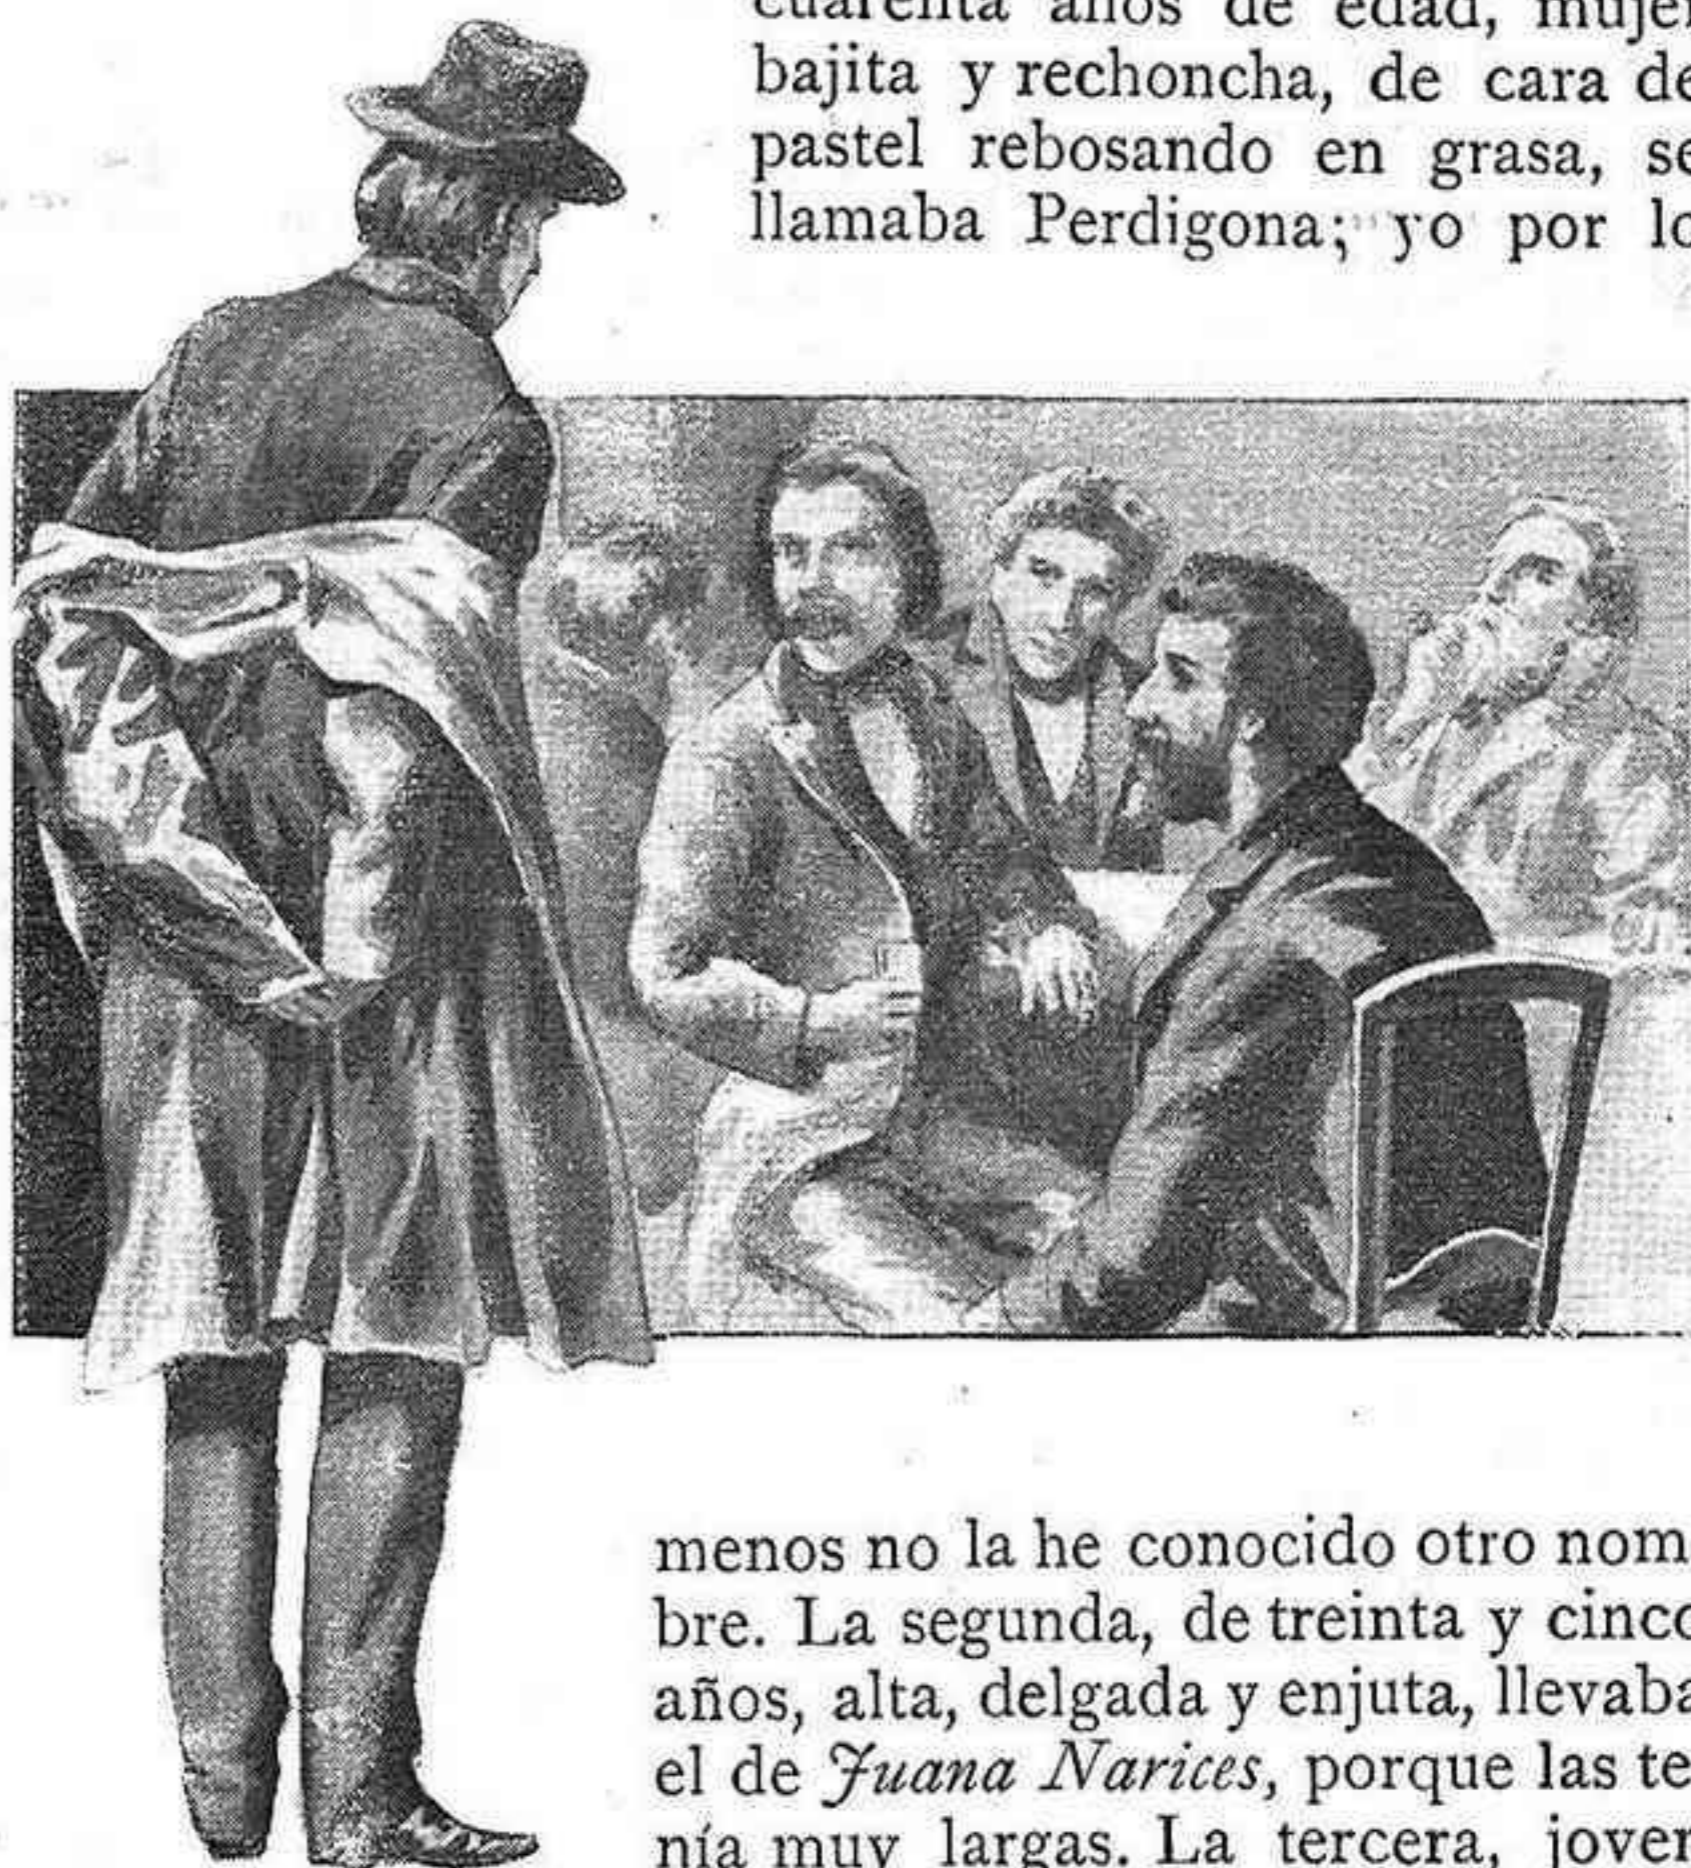 cuarenta años de edad, mujer
bajita y rechoncha, de cara de
pastel rebosando en grasa, se
llamaba Perdigona; yo por lo
menos no la he conocido otro nom-
bre. La segunda, de treinta y cinco
años, alta, delgada y enjuta, llevaba
el de Juana Narices, porque las te-
nía muy largas. La tercera, joven